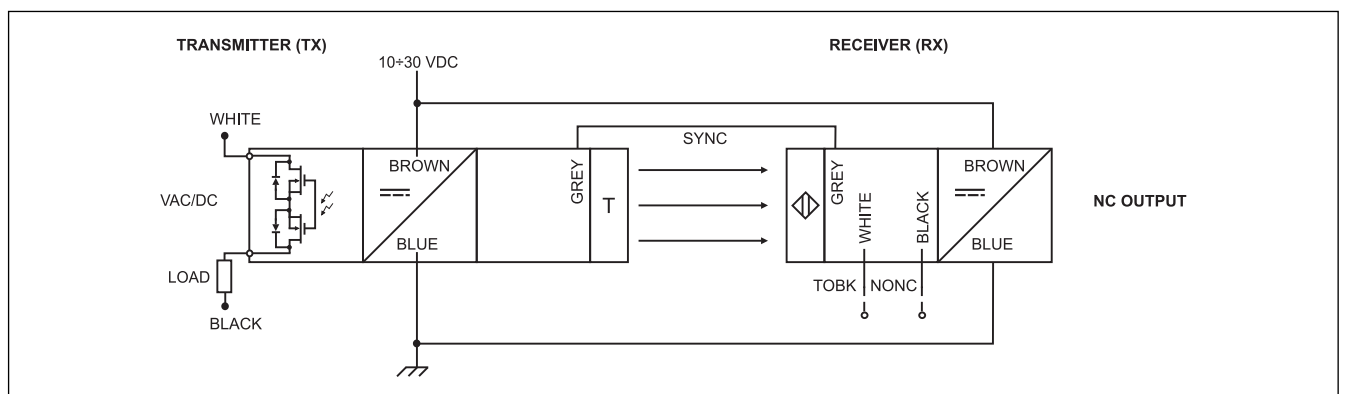 TRANSMITTER (TX)
RECEIVER (RX)
10÷30 VDC
WHITE
SYNC
BROWN
GREY
GREY
BROWN
VAC/DC
T
WHITE
BLACK
NC OUTPUT
BLUE
BLUE
LOAD
TOBK
NONC
BLACK